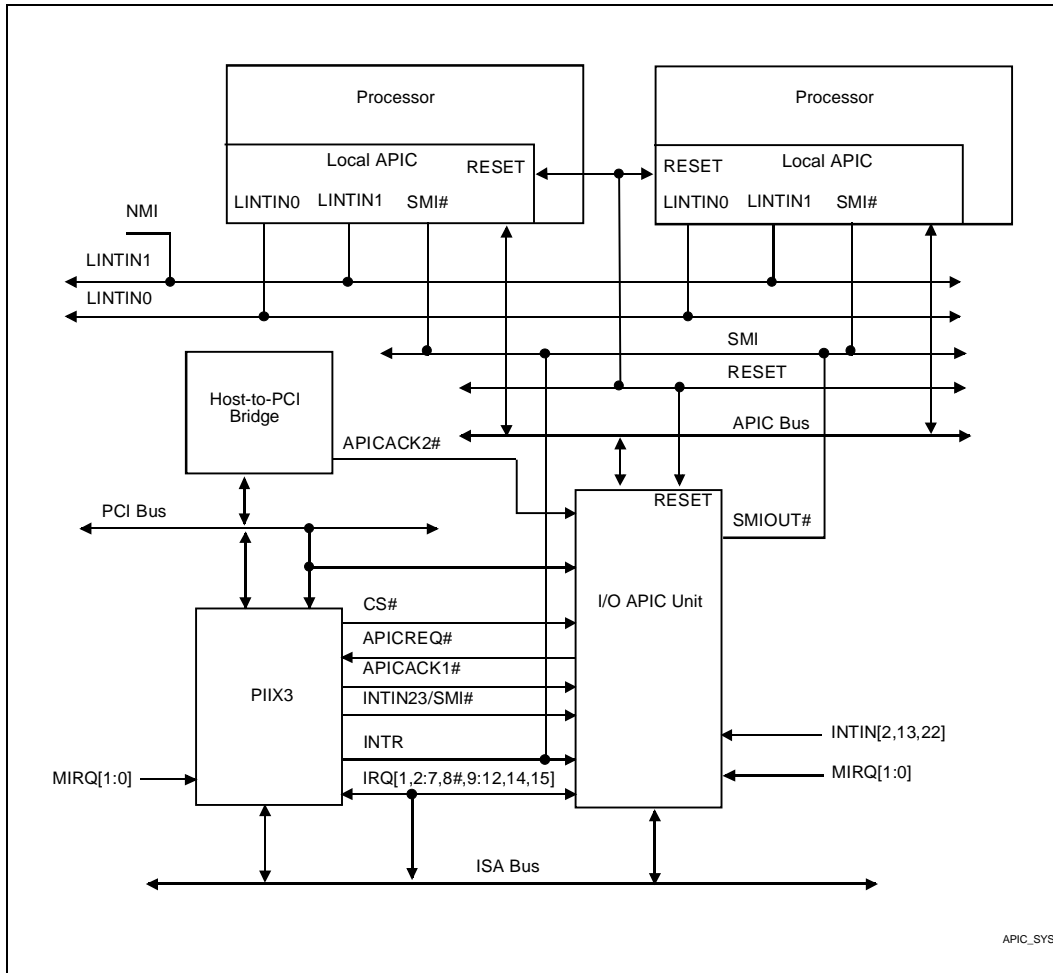 Processor
Processor
Local APIC
RESET
LINTIN0 LINTIN1 SMI#
RESET
Local APIC
LINTIN0 LINTIN1 SMI#
NMI
LINTIN1
LINTIN0
SMI
RESET
APIC Bus
Host-to-PCI
Bridge
APICACK2#
PCI Bus
RESET
SMIOUT#
I/O APIC Unit
CS#
APICREQ#
APICACK1#
INTIN23/SMI#
PIIX3
INTR
IRQ[1,2:7,8#,9:12,14,15]
MIRQ[1:0]
INTIN[2,13,22]
MIRQ[1:0]
ISA Bus
APIC_SYS